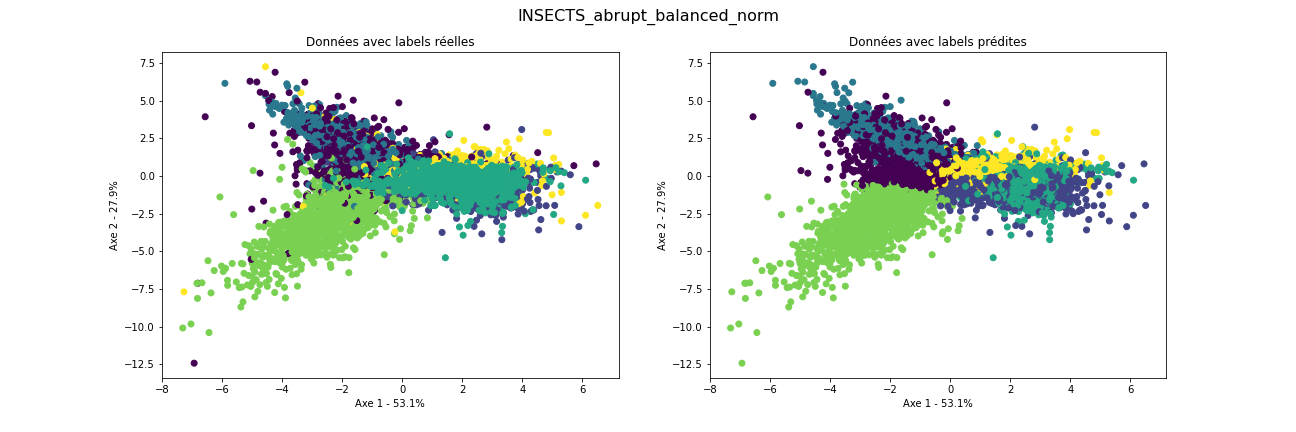 INSECTS_abrupt_balanced_norm
Données avec labels réelles
7.5
5.0
2.5
0.0
−2.5
−5.0
−7.5
−10.0
−12.5
Axe 2 - 27.9%
−8 −6 −4 −2 0 2 4 6
Axe 1 - 53.1%
Données avec labels prédites
7.5
5.0
2.5
0.0
−2.5
−5.0
−7.5
−10.0
−12.5
Axe 2 - 27.9%
−8 −6 −4 −2 0 2 4 6
Axe 1 - 53.1%